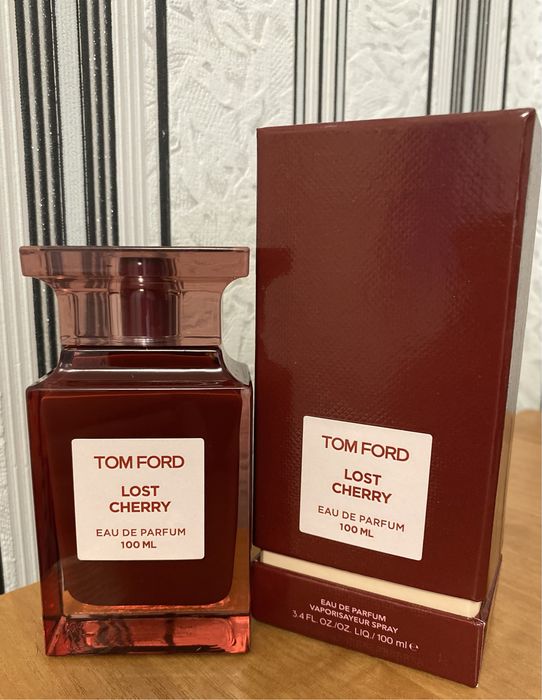 TOM FORD
LOST
CHERRY
EAU DE PARFUM
100 ML
TOM FORD
LOST
CHERRY
EAU DE PARFUM
100 ML
EAU DE PARFUM
VAPORISAYEUR SPRAY
3.4 FL. OZ./OZ. LIQ./100 ml e